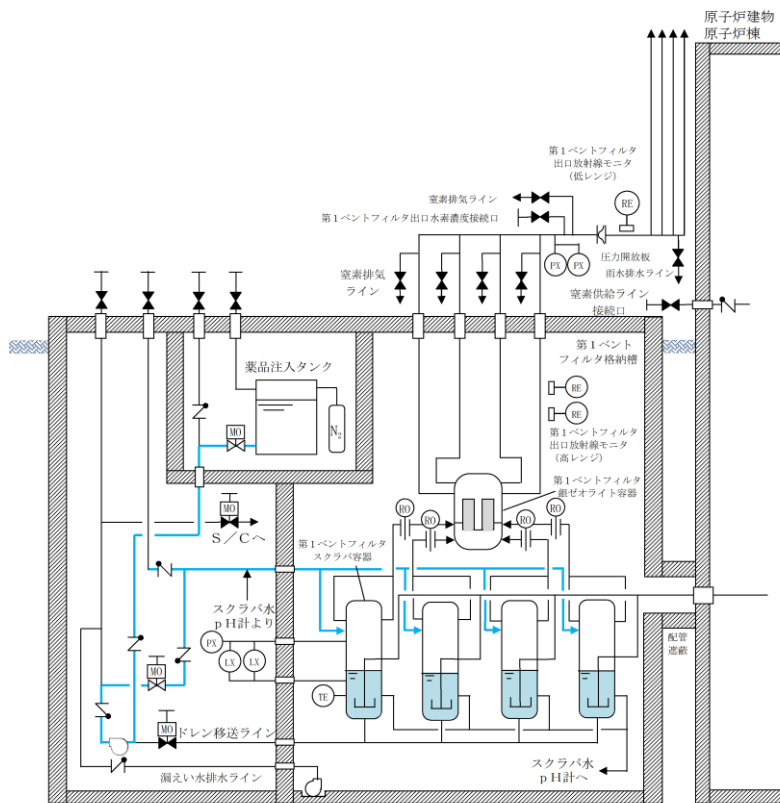 原子炉建物
原子炉棟
第1ベントフィルタ
出口放射線モニタ
(低レンジ)
RE
窒素排気ライン
第1ベントフィルタ出口水素濃度接続口
圧力開放板
雨水排水ライン
PX
PX
窒素排気
ライン
窒素供給ライン
接続口
第1ベント
フィルタ格納槽
薬品注入タンク
RE
RE
N2
MO
第1ベントフィルタ
出口放射線モニタ
(高レンジ)
第1ベントフィルタ
銀ゼオライト容器
MO
S/Cへ
RO
RO
RO
RO
第1ベントフィルタ
スクラバ容器
スクラバ水
pH計より
PX
LX
LX
配管
遮蔽
MO
TE
MO
ドレン移送ライン
漏えい水排水ライン
スクラバ水
pH計へ